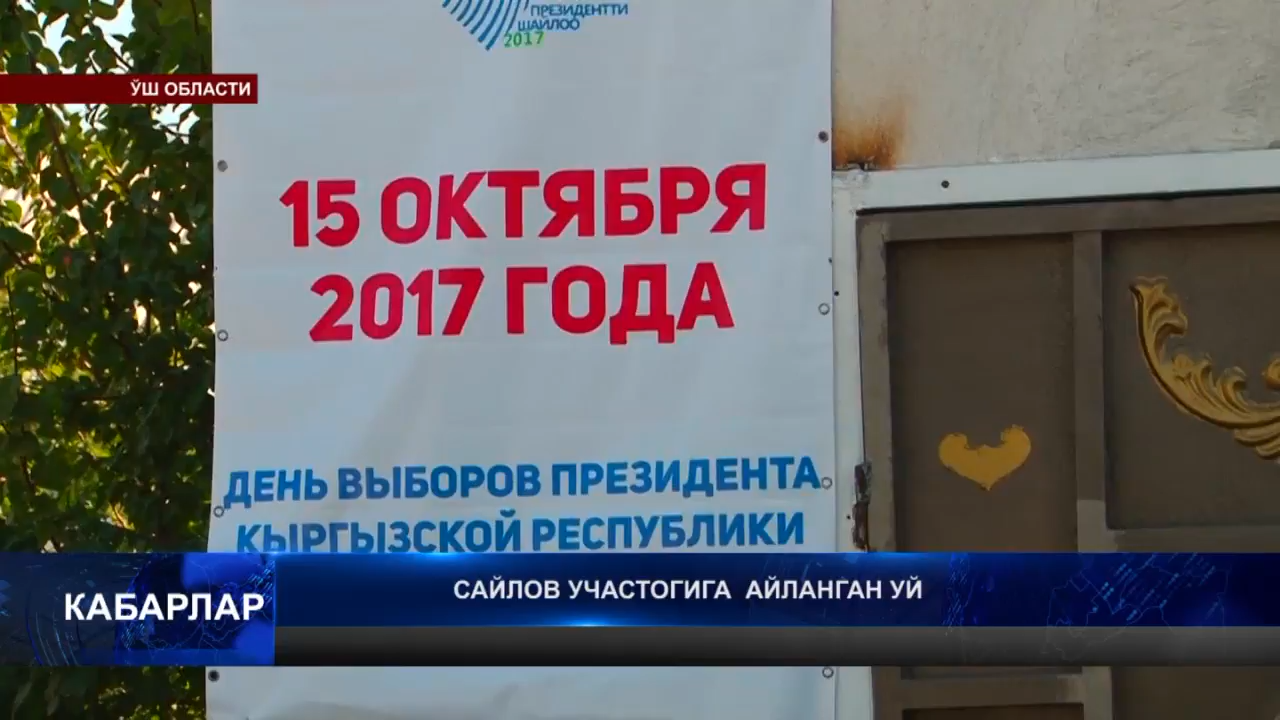 ПРЕЗИДЕНТТИ
ШАЙЛОО
2017
ЎШ ОБЛАСТИ
15 ОКТЯБРЯ
2017 ГОДА
ДЕНЬ ВЫБОРОВ ПРЕЗИДЕНТА
КЫРГЫЗСКОЙ РЕСПУБЛИКИ
САЙЛОВ УЧАСТОГИГА АЙЛАНГАН УЙ
КАБАРЛАР